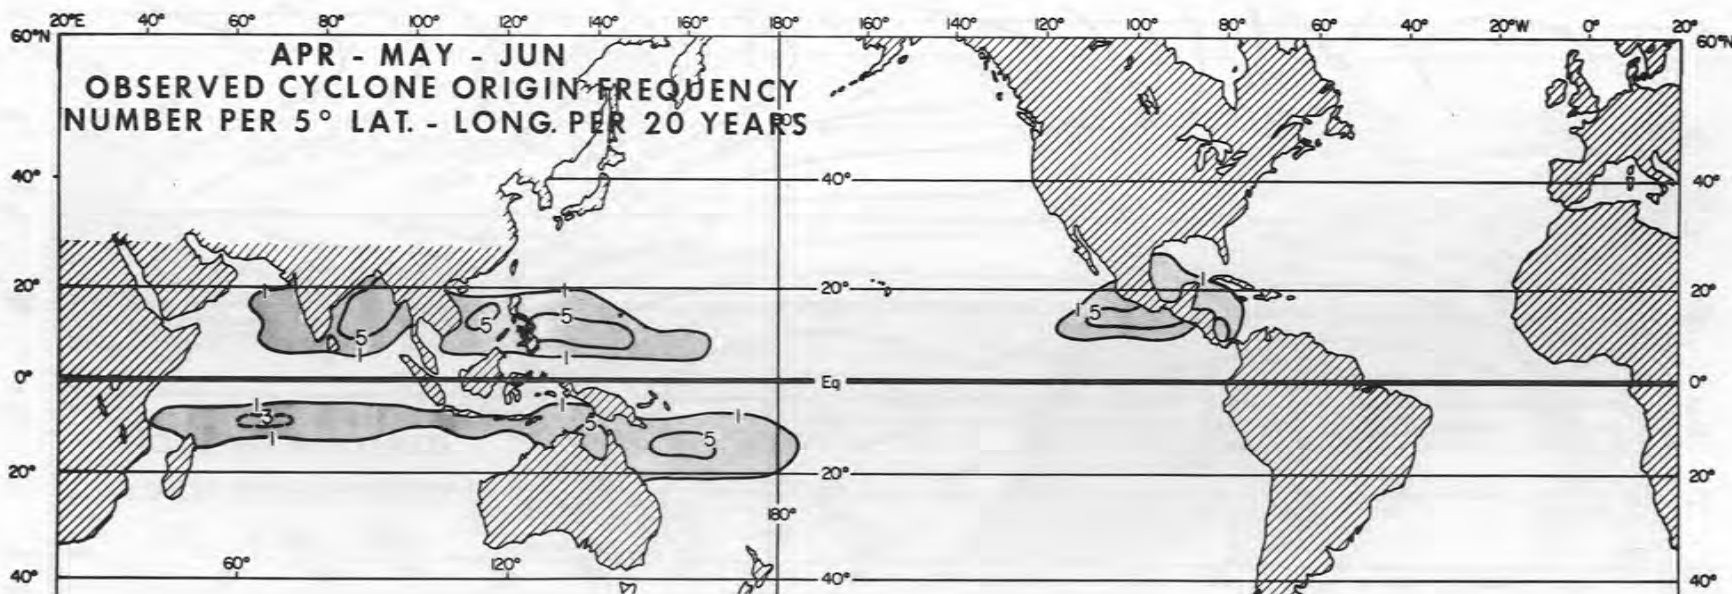 20°E 40° 60° 80° 100° 120° 140° 160° 180° 160° 140° 120° 100° 80° 60° 40° 20°W 0° 20°
60°N 60°N
APR - MAY - JUN
OBSERVED CYCLONE ORIGIN FREQUENCY
NUMBER PER 5° LAT. - LONG. PER 20 YEARS
40° 40° 40°
20° 1 1 20° 1 20°
5 5 5 1 5
1 1
0° Eq 0°
1 1 1
3 5 5
1
20° 20° 20°
180°
60° 120°
40° 40° 40°